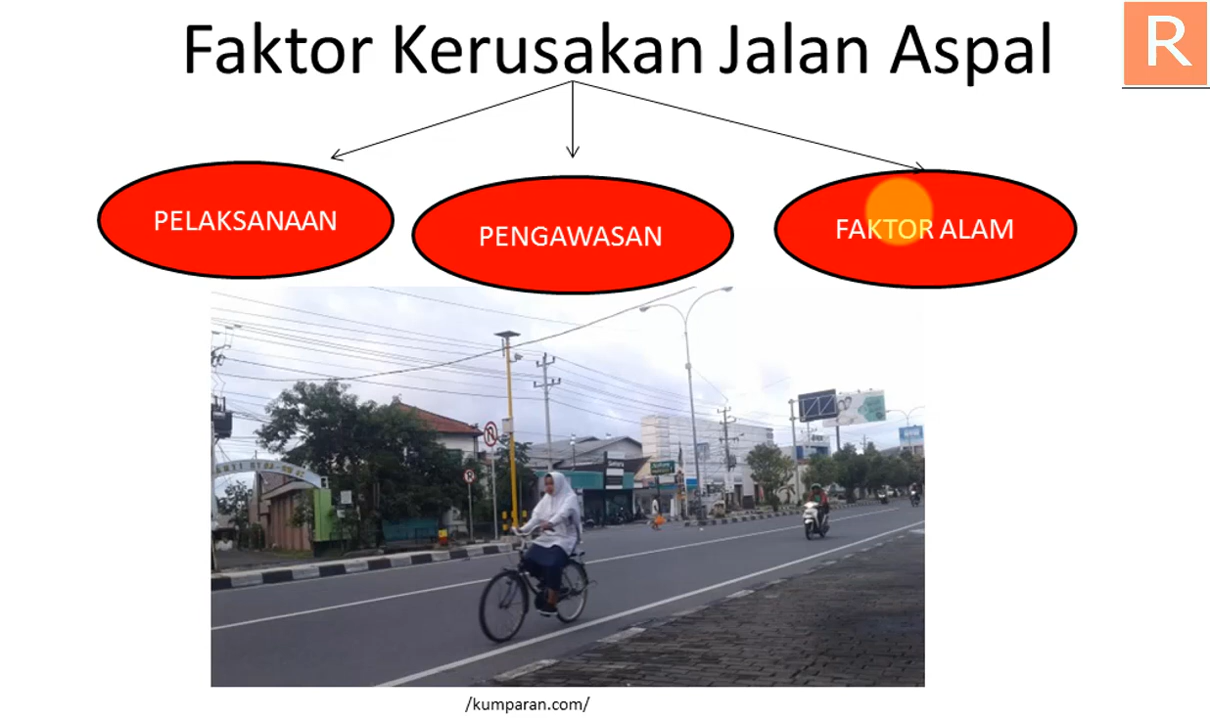 Faktor Kerusakan Jalan Aspal
R
PELAKSANAAN
PENGAWASAN
FAKTOR ALAM
/kumparan.com/